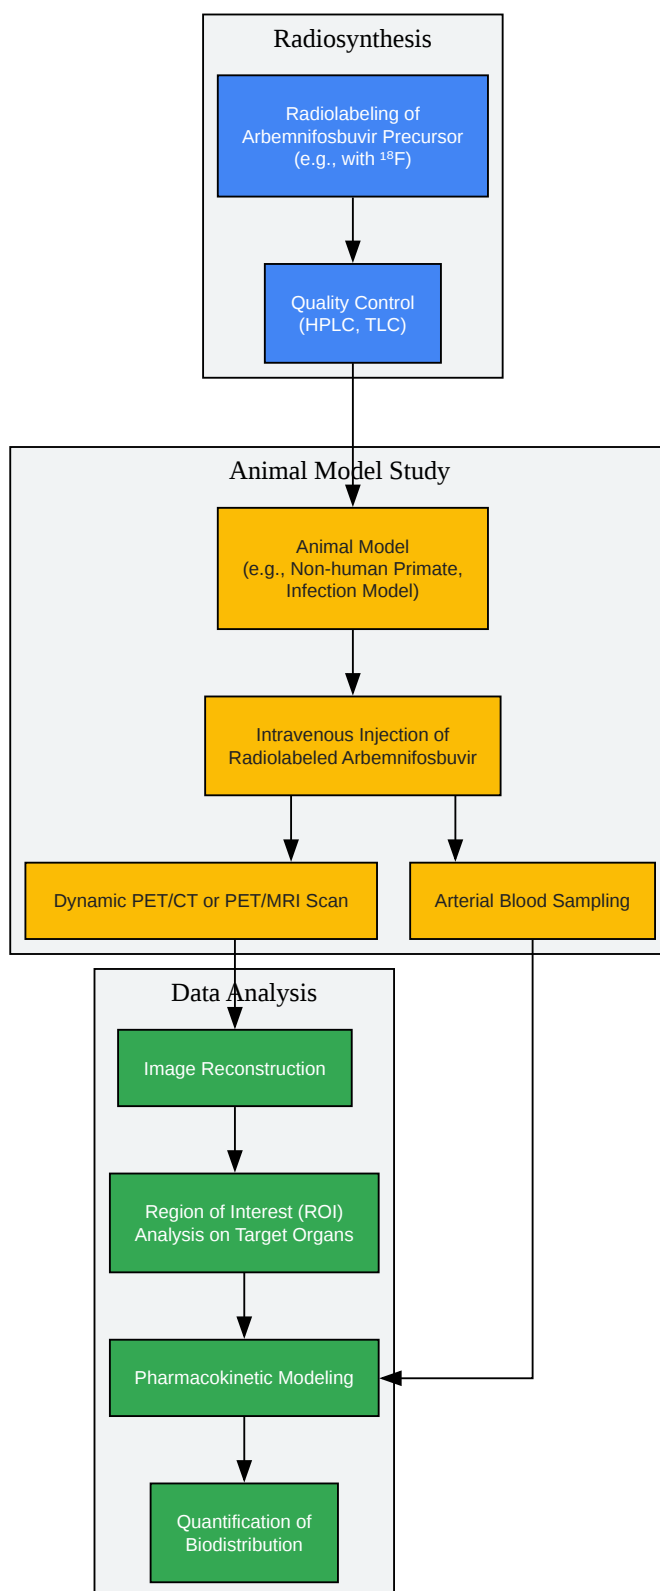 Radiosynthesis
Radiolabeling of
Arbemnifosbuvir Precursor
(e.g., with ¹⁸F)
Quality Control
(HPLC, TLC)
Animal Model Study
Animal Model
(e.g., Non-human Primate,
Infection Model)
Intravenous Injection of
Radiolabeled Arbemnifosbuvir
Dynamic PET/CT or PET/MRI Scan
Arterial Blood Sampling
Data Analysis
Image Reconstruction
Region of Interest (ROI)
Analysis on Target Organs
Pharmacokinetic Modeling
Quantification of
Biodistribution